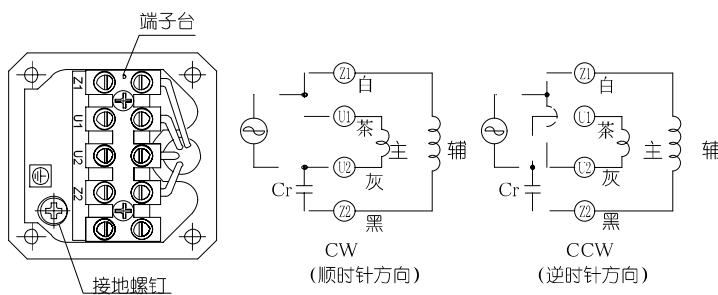 端子台
Z1
U1
U2
Z2
接地螺钉
Z1
白
U1
茶
主
辅
U2
灰
Cr
Z2
黑
CW
(顺时针方向)
Z1
白
U1
茶
主
辅
U2
灰
Cr
Z2
黑
CCW
(逆时针方向)